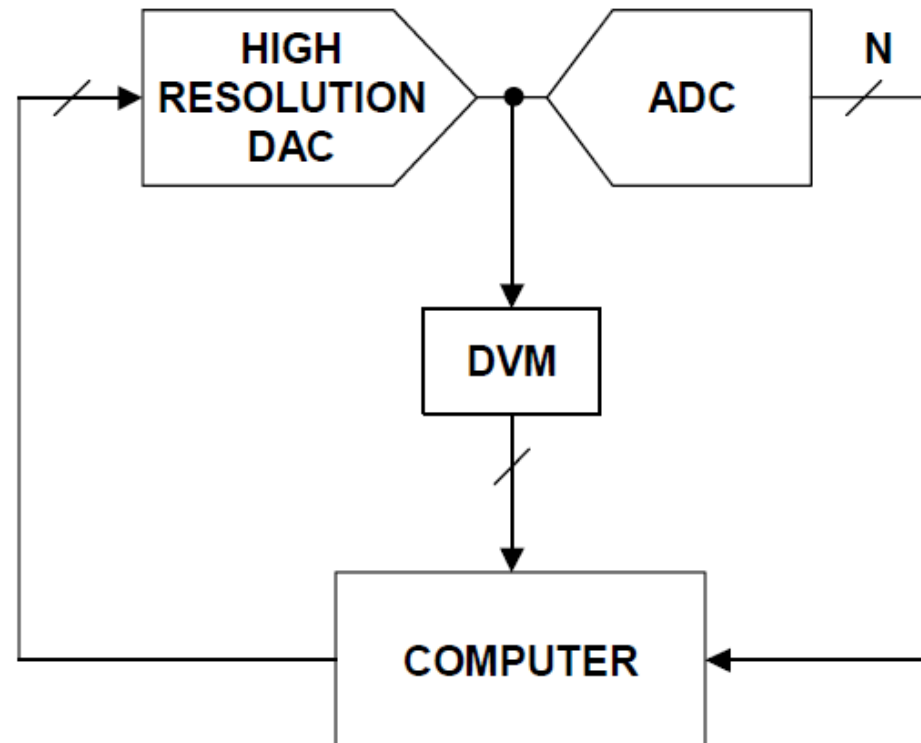 HIGH
RESOLUTION
DAC
ADC
N
DVM
COMPUTER